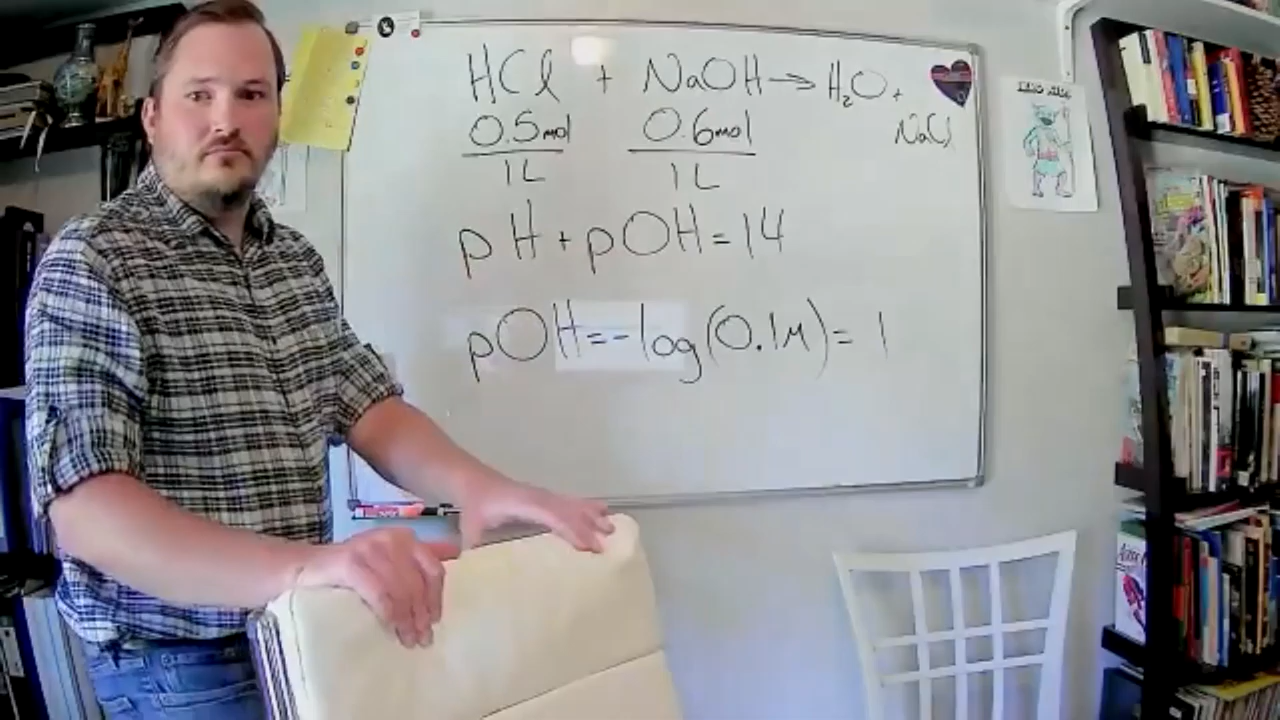 HCl + NaOH → H₂O +
NaCl
0.5mol 0.6mol
1L 1L
pH + pOH = 14
pOH = -log(0.1M) = 1